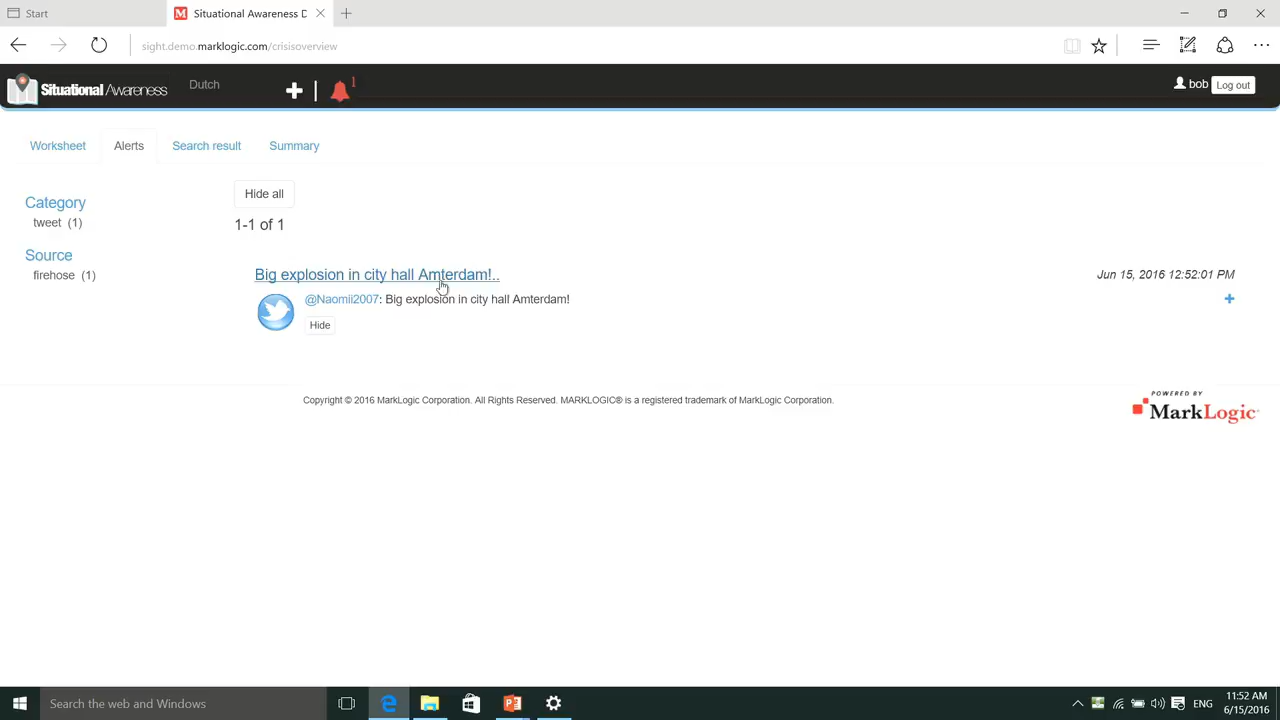 Start
Situational Awareness D
sight.demo.marklogic.com/crisisoverview
Situational Awareness
Dutch
1
bob
Log out
Worksheet
Alerts
Search result
Summary
Category
tweet (1)
Source
firehose (1)
Hide all
1-1 of 1
Big explosion in city hall Amterdam!..
Jun 15, 2016 12:52:01 PM
@Naomii2007: Big explosion in city hall Amterdam!
Hide
Copyright © 2016 MarkLogic Corporation. All Rights Reserved. MARKLOGIC® is a registered trademark of MarkLogic Corporation.
POWERED BY
MarkLogic
Search the web and Windows
ENG
11:52 AM
6/15/2016